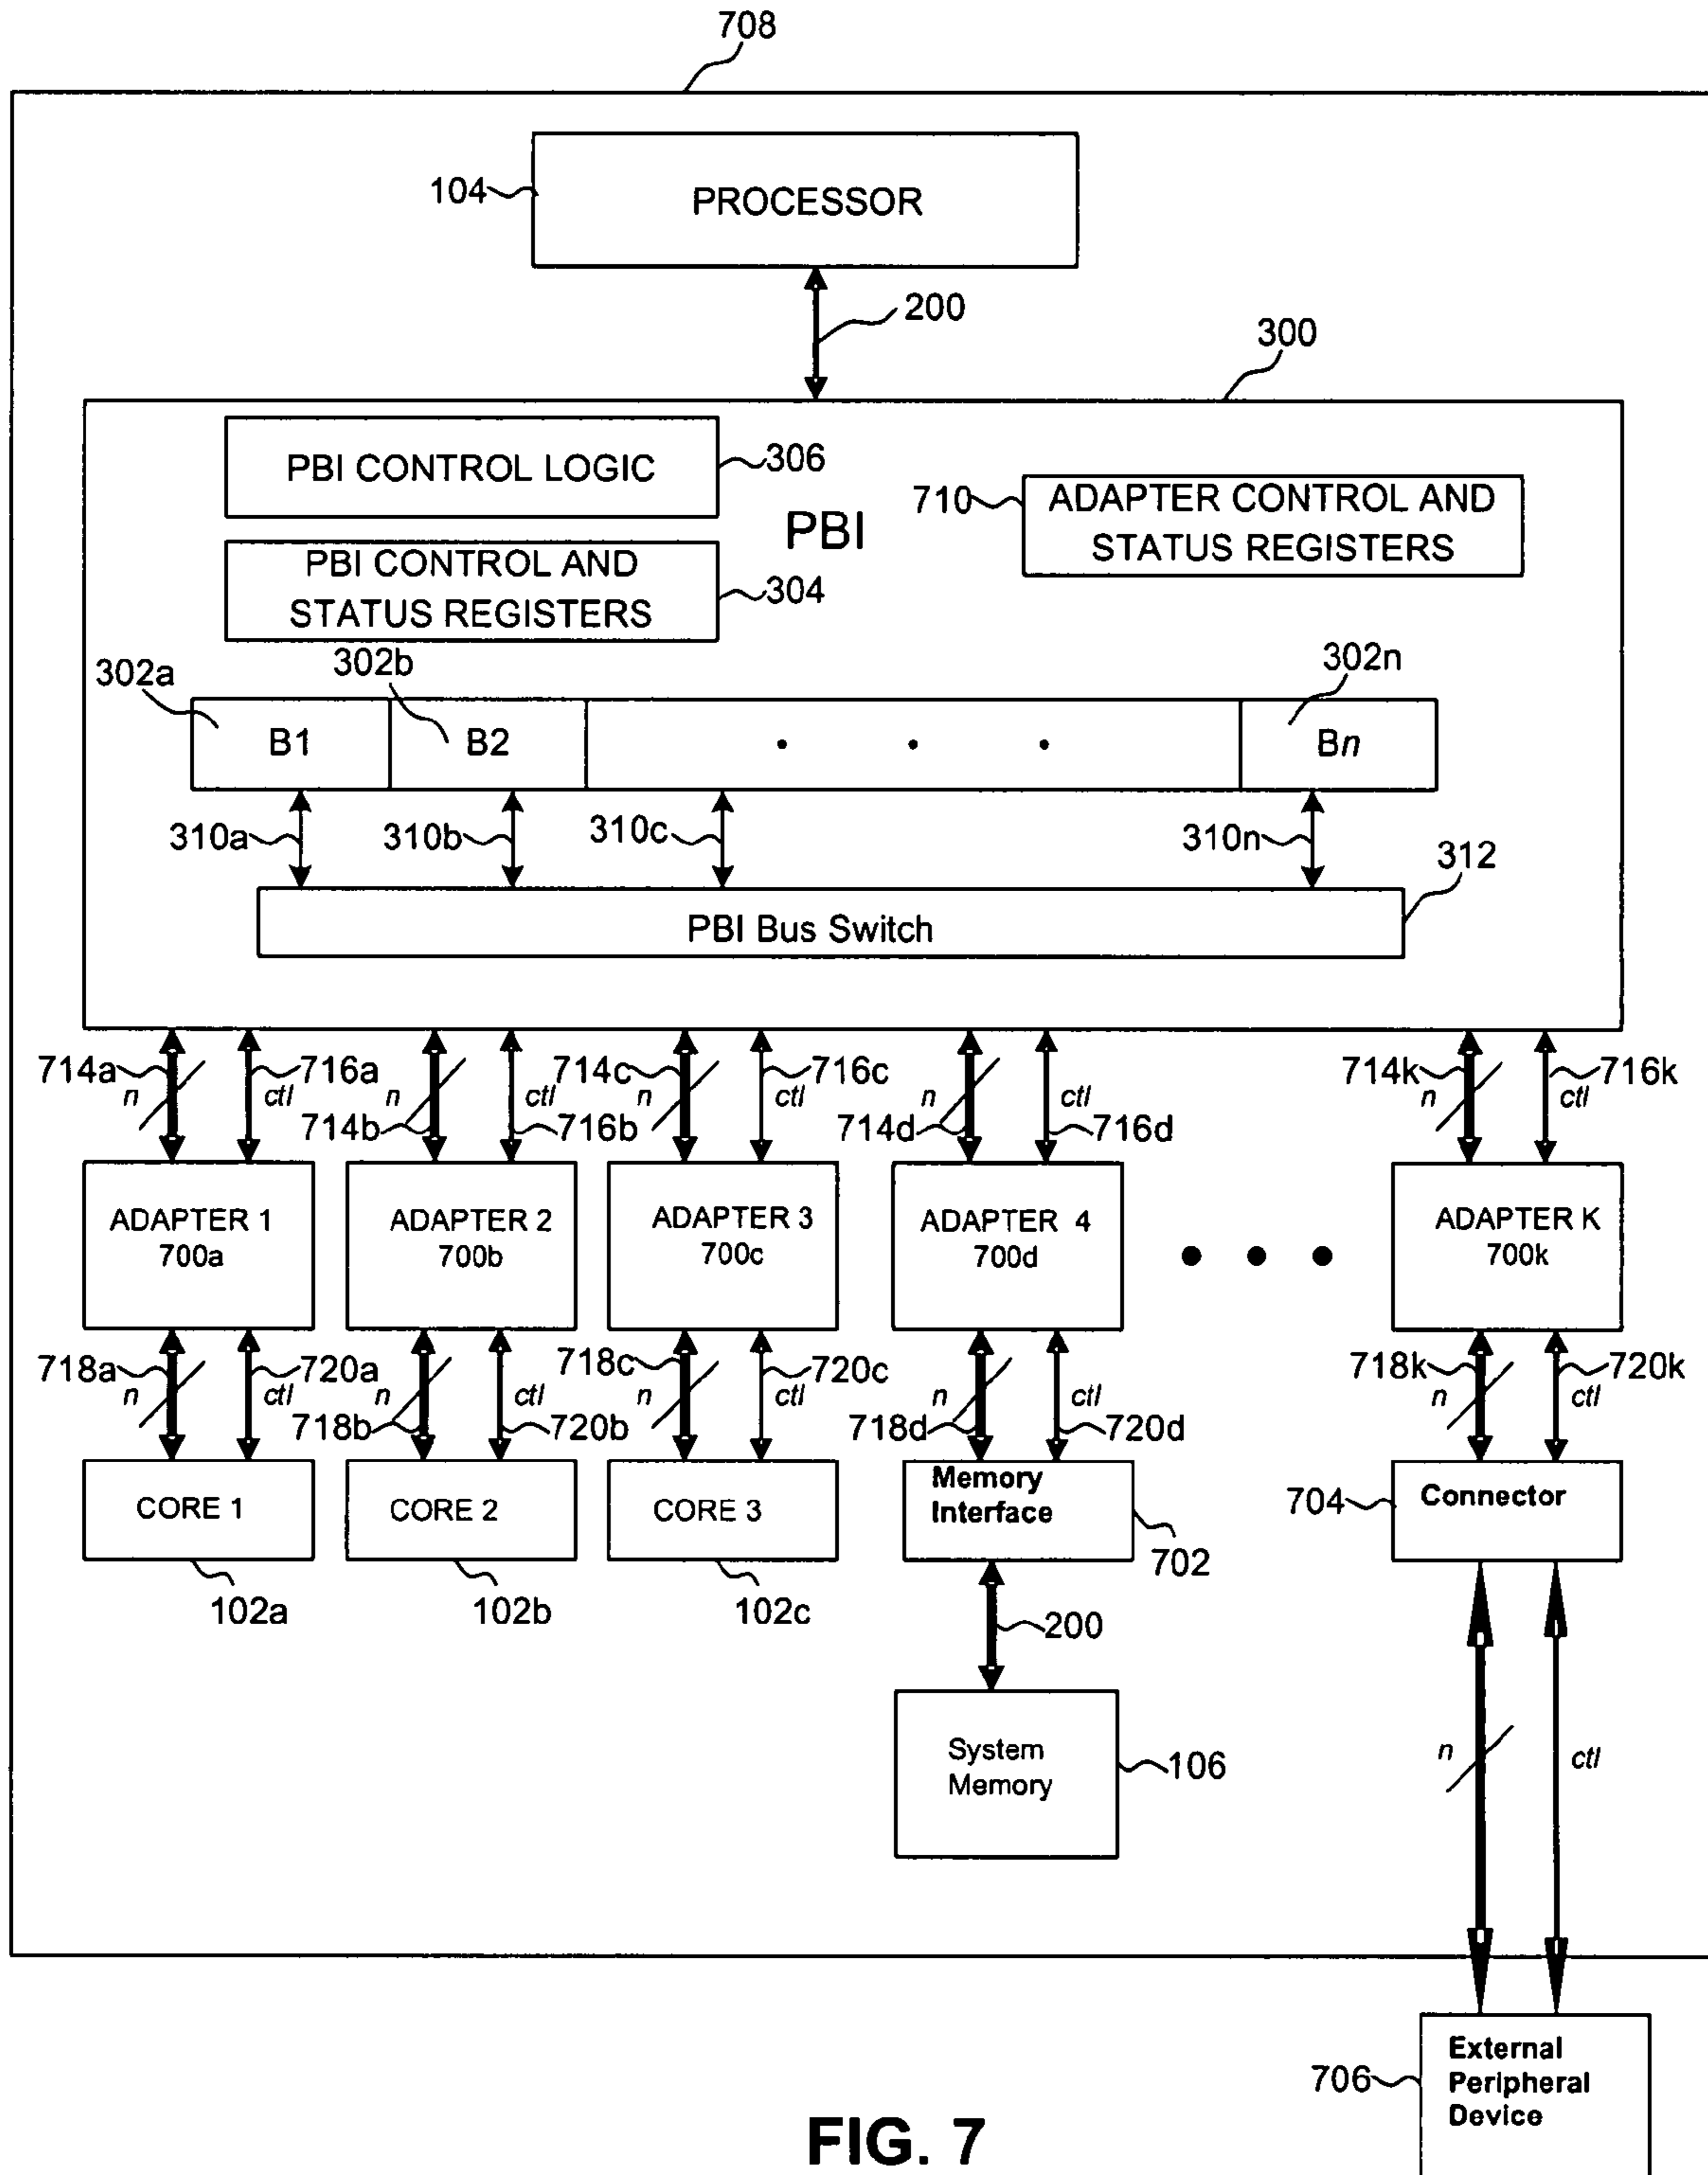 708
104
PROCESSOR
200
300
PBI CONTROL LOGIC
306
PBI
710
ADAPTER CONTROL AND
STATUS REGISTERS
PBI CONTROL AND
STATUS REGISTERS
304
302a
302b
302n
B1
B2
. . .
Bn
310a
310b
310c
310n
312
PBI Bus Switch
714a
n
716a
ctl
714b
n
716b
ctl
714c
n
716c
ctl
714d
n
716d
ctl
714k
n
716k
ctl
ADAPTER 1
700a
ADAPTER 2
700b
ADAPTER 3
700c
ADAPTER 4
700d
• • •
ADAPTER K
700k
718a
n
720a
ctl
718b
n
720b
ctl
718c
n
720c
ctl
718d
n
720d
ctl
718k
n
720k
ctl
CORE 1
102a
CORE 2
102b
CORE 3
102c
Memory
Interface
702
704
Connector
200
System
Memory
106
n
ctl
706
External
Peripheral
Device
FIG. 7